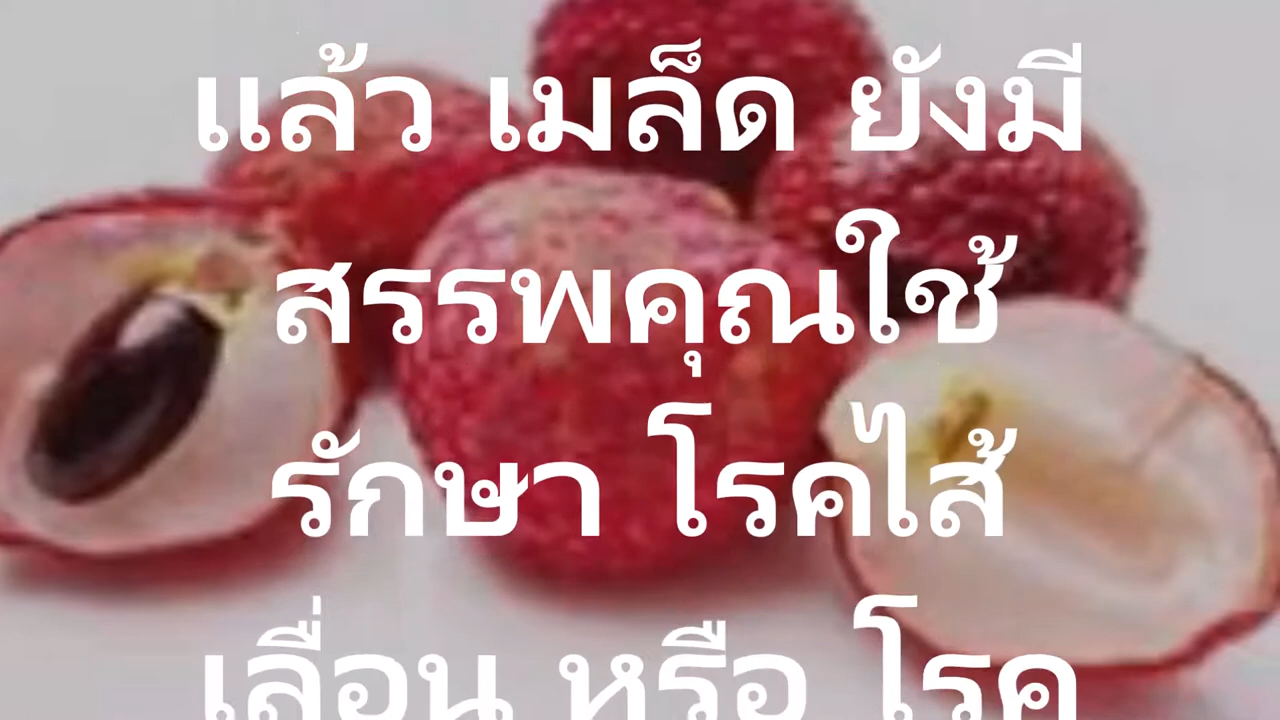 แล้ว เมล็ด ยังมี
สรรพคุณใช้
รักษา โรคไส้
เลื่อน หรือ โรค